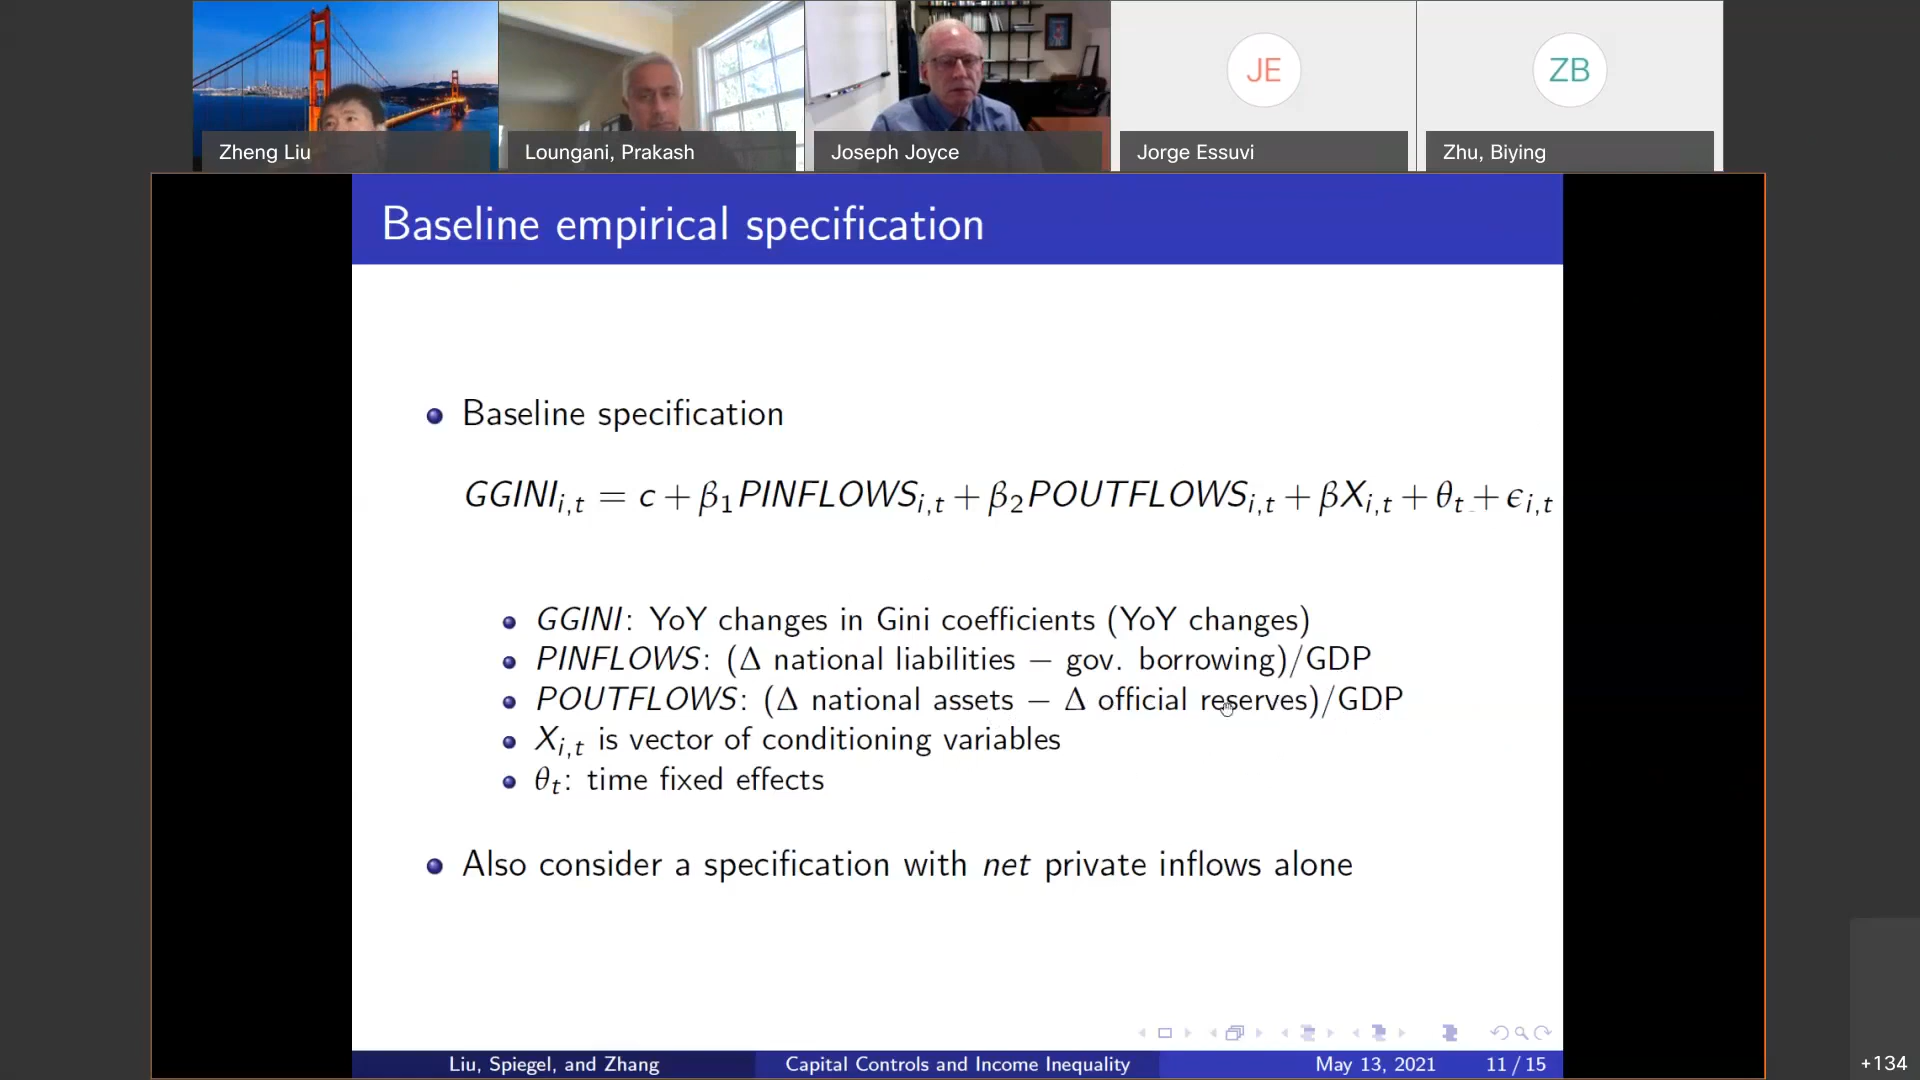 Zheng Liu
Loungani, Prakash
Joseph Joyce
JE
Jorge Essuvi
ZB
Zhu, Biying
Baseline empirical specification
Baseline specification
GGINI_{i,t} = c + β_1 PINFLOWS_{i,t} + β_2 POUTFLOWS_{i,t} + βX_{i,t} + θ_t + ϵ_{i,t}
GGINI: YoY changes in Gini coefficients (YoY changes)
PINFLOWS: (Δ national liabilities − gov. borrowing)/GDP
POUTFLOWS: (Δ national assets − Δ official reserves)/GDP
X_{i,t} is vector of conditioning variables
θ_t: time fixed effects
Also consider a specification with net private inflows alone
Liu, Spiegel, and Zhang
Capital Controls and Income Inequality
May 13, 2021
11 / 15
+134